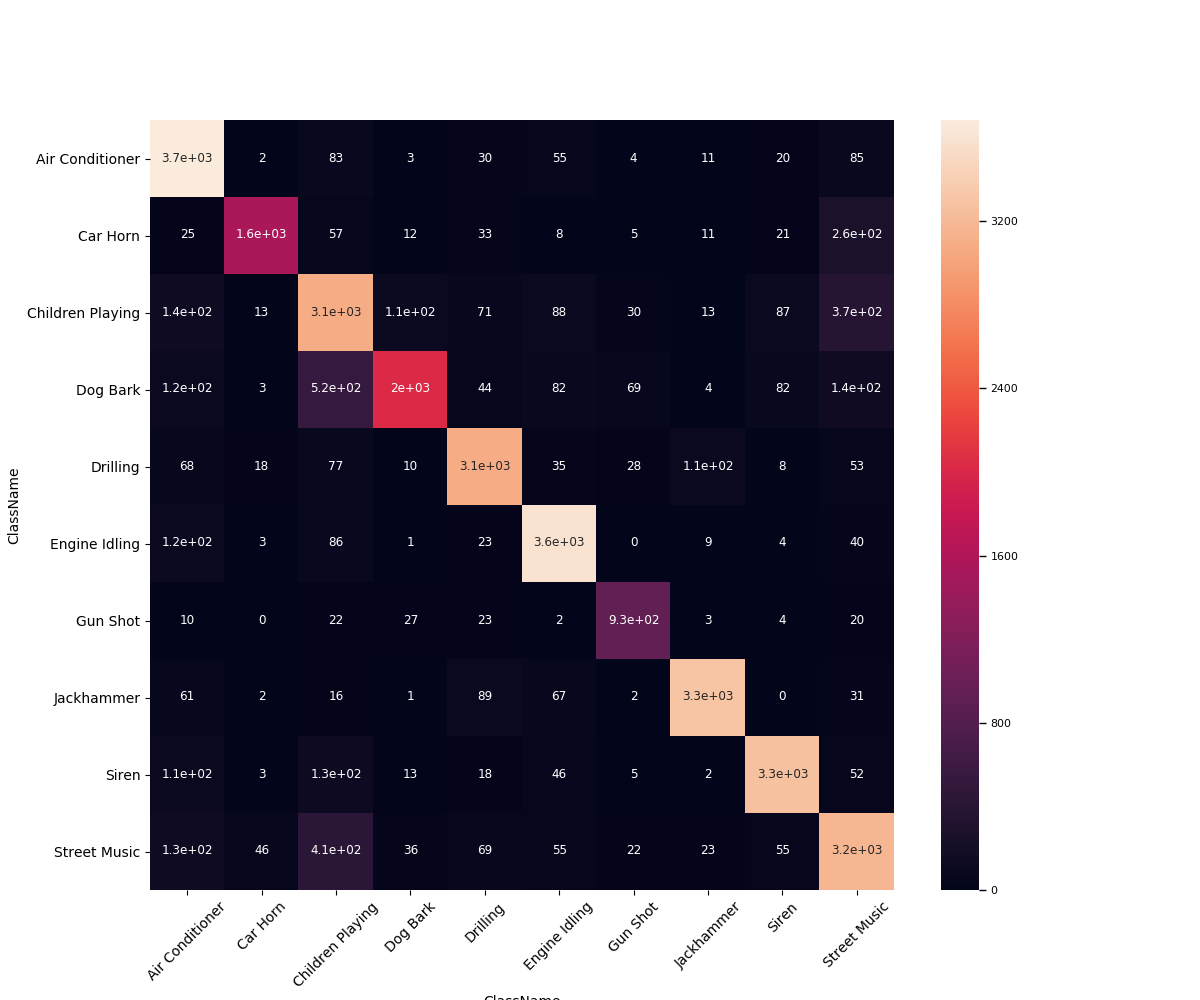 Air Conditioner 3.7e+03 2 83 3 30 55 4 11 20 85
Car Horn 25 1.6e+03 57 12 33 8 5 11 21 2.6e+02
Children Playing 1.4e+02 13 3.1e+03 1.1e+02 71 88 30 13 87 3.7e+02
Dog Bark 1.2e+02 3 5.2e+02 2e+03 44 82 69 4 82 1.4e+02
Drilling 68 18 77 10 3.1e+03 35 28 1.1e+02 8 53
Engine Idling 1.2e+02 3 86 1 23 3.6e+03 0 9 4 40
Gun Shot 10 0 22 27 23 2 9.3e+02 3 4 20
Jackhammer 61 2 16 1 89 67 2 3.3e+03 0 31
Siren 1.1e+02 3 1.3e+02 13 18 46 5 2 3.3e+03 52
Street Music 1.3e+02 46 4.1e+02 36 69 55 22 23 55 3.2e+03
ClassName
Air Conditioner Car Horn Children Playing Dog Bark Drilling Engine Idling Gun Shot Jackhammer Siren Street Music
ClassName
3200
2400
1600
800
0